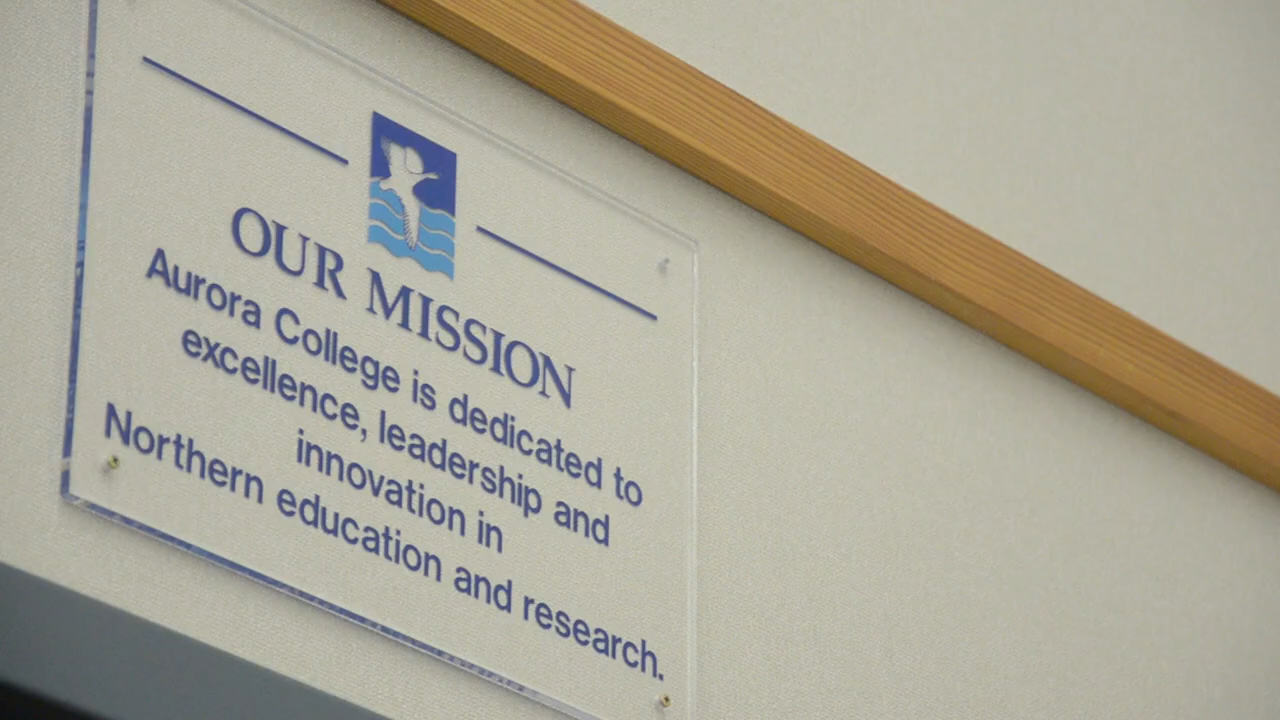 OUR MISSION
Aurora College is dedicated to
excellence, leadership and
innovation in
Northern education and research.